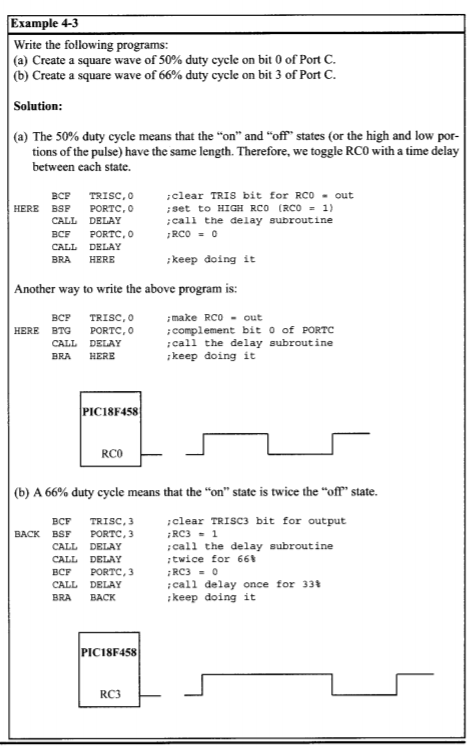 Example 4-3
Write the following programs:
(a) Create a square wave of 50% duty cycle on bit 0 of Port C.
(b) Create a square wave of 66% duty cycle on bit 3 of Port C.
Solution:
(a) The 50% duty cycle means that the “on” and “off” states (or the high and low por-
tions of the pulse) have the same length. Therefore, we toggle RC0 with a time delay
between each state.
BCF TRISC,0 ;clear TRIS bit for RC0 = out
HERE BSF PORTC,0 ;set to HIGH RC0 (RC0 = 1)
CALL DELAY ;call the delay subroutine
BCF PORTC,0 ;RC0 = 0
CALL DELAY
BRA HERE ;keep doing it
Another way to write the above program is:
BCF TRISC,0 ;make RC0 = out
HERE BTG PORTC,0 ;complement bit 0 of PORTC
CALL DELAY ;call the delay subroutine
BRA HERE ;keep doing it
PIC18F458
RC0
(b) A 66% duty cycle means that the “on” state is twice the “off” state.
BCF TRISC,3 ;clear TRISC3 bit for output
BACK BSF PORTC,3 ;RC3 = 1
CALL DELAY ;call the delay subroutine
CALL DELAY ;twice for 66%
BCF PORTC,3 ;RC3 = 0
CALL DELAY ;call delay once for 33%
BRA BACK ;keep doing it
PIC18F458
RC3